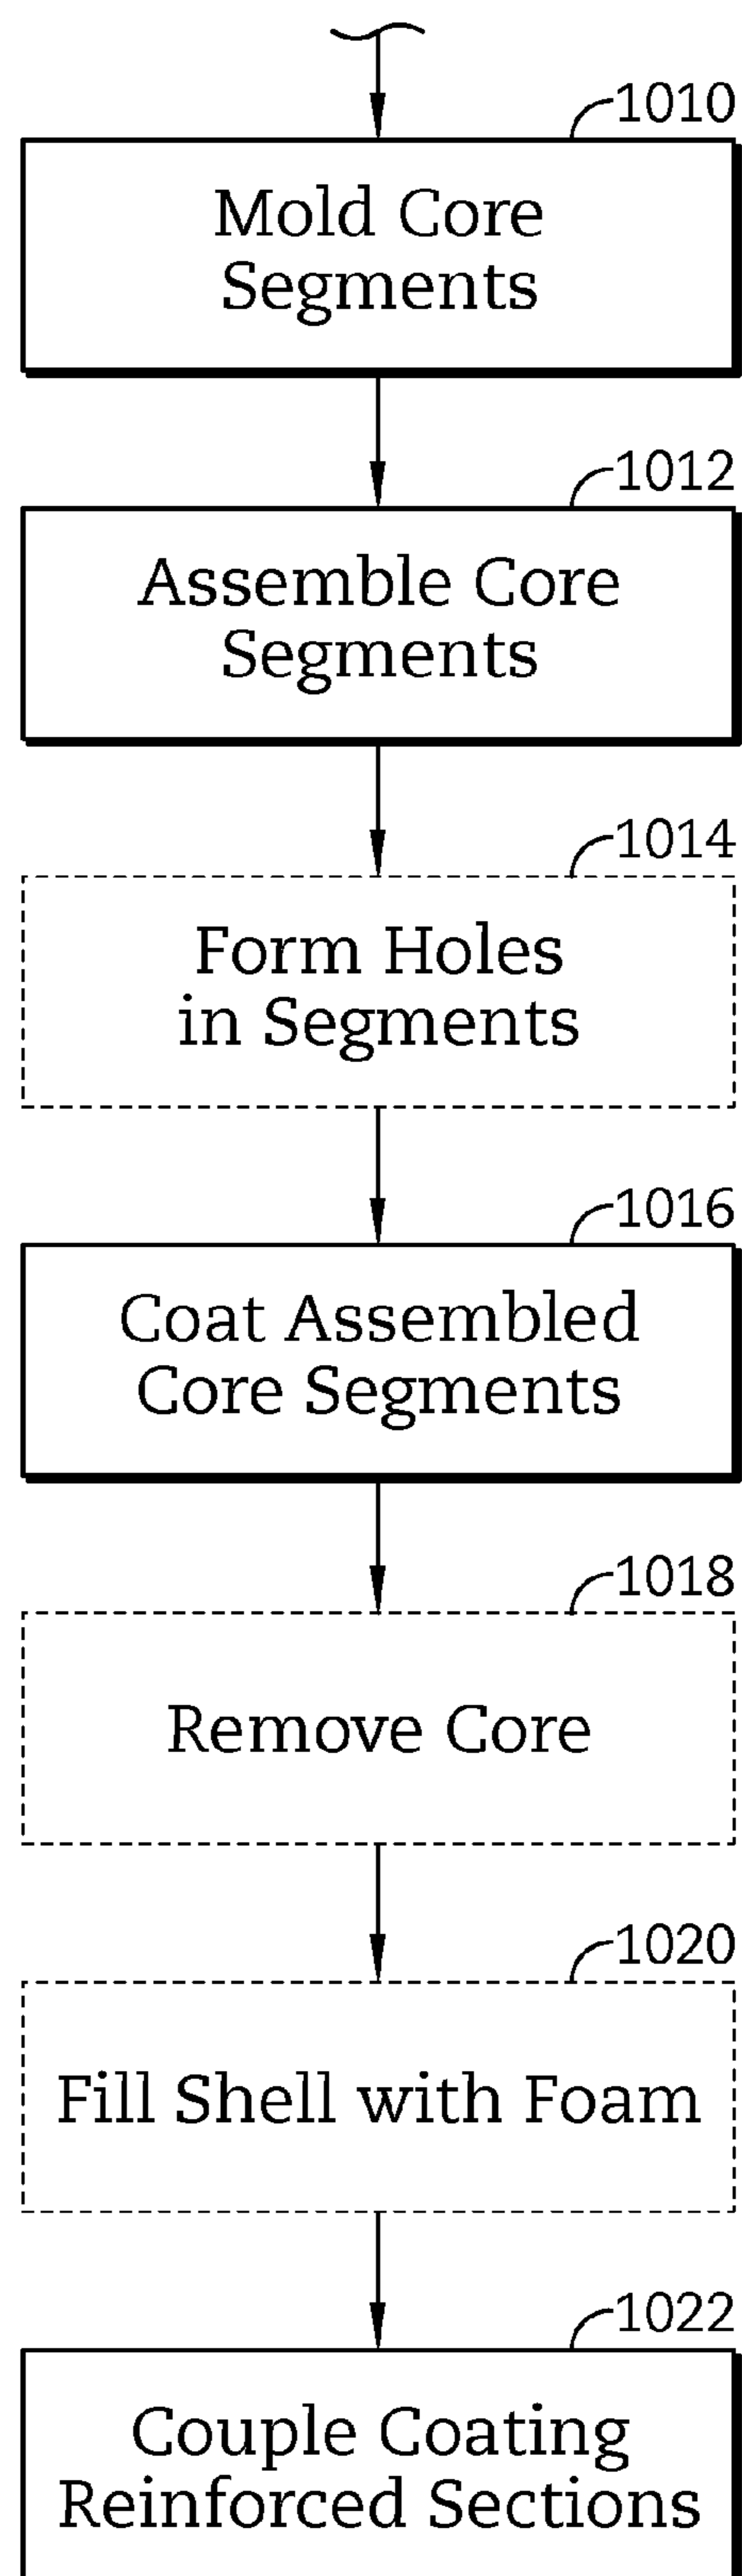 1010
Mold Core
Segments
1012
Assemble Core
Segments
1014
Form Holes
in Segments
1016
Coat Assembled
Core Segments
1018
Remove Core
1020
Fill Shell with Foam
1022
Couple Coating
Reinforced Sections